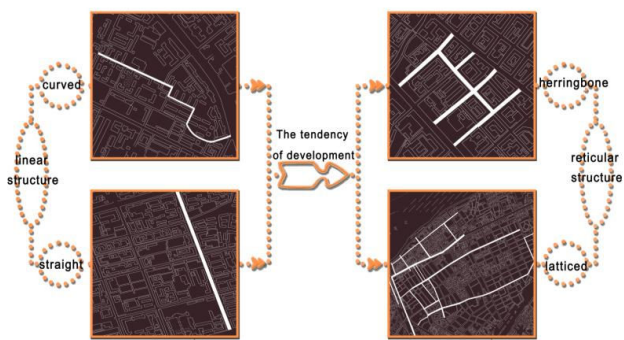 curved
linear
structure
straight
The tendency
of development
herringbone
reticular
structure
latticed